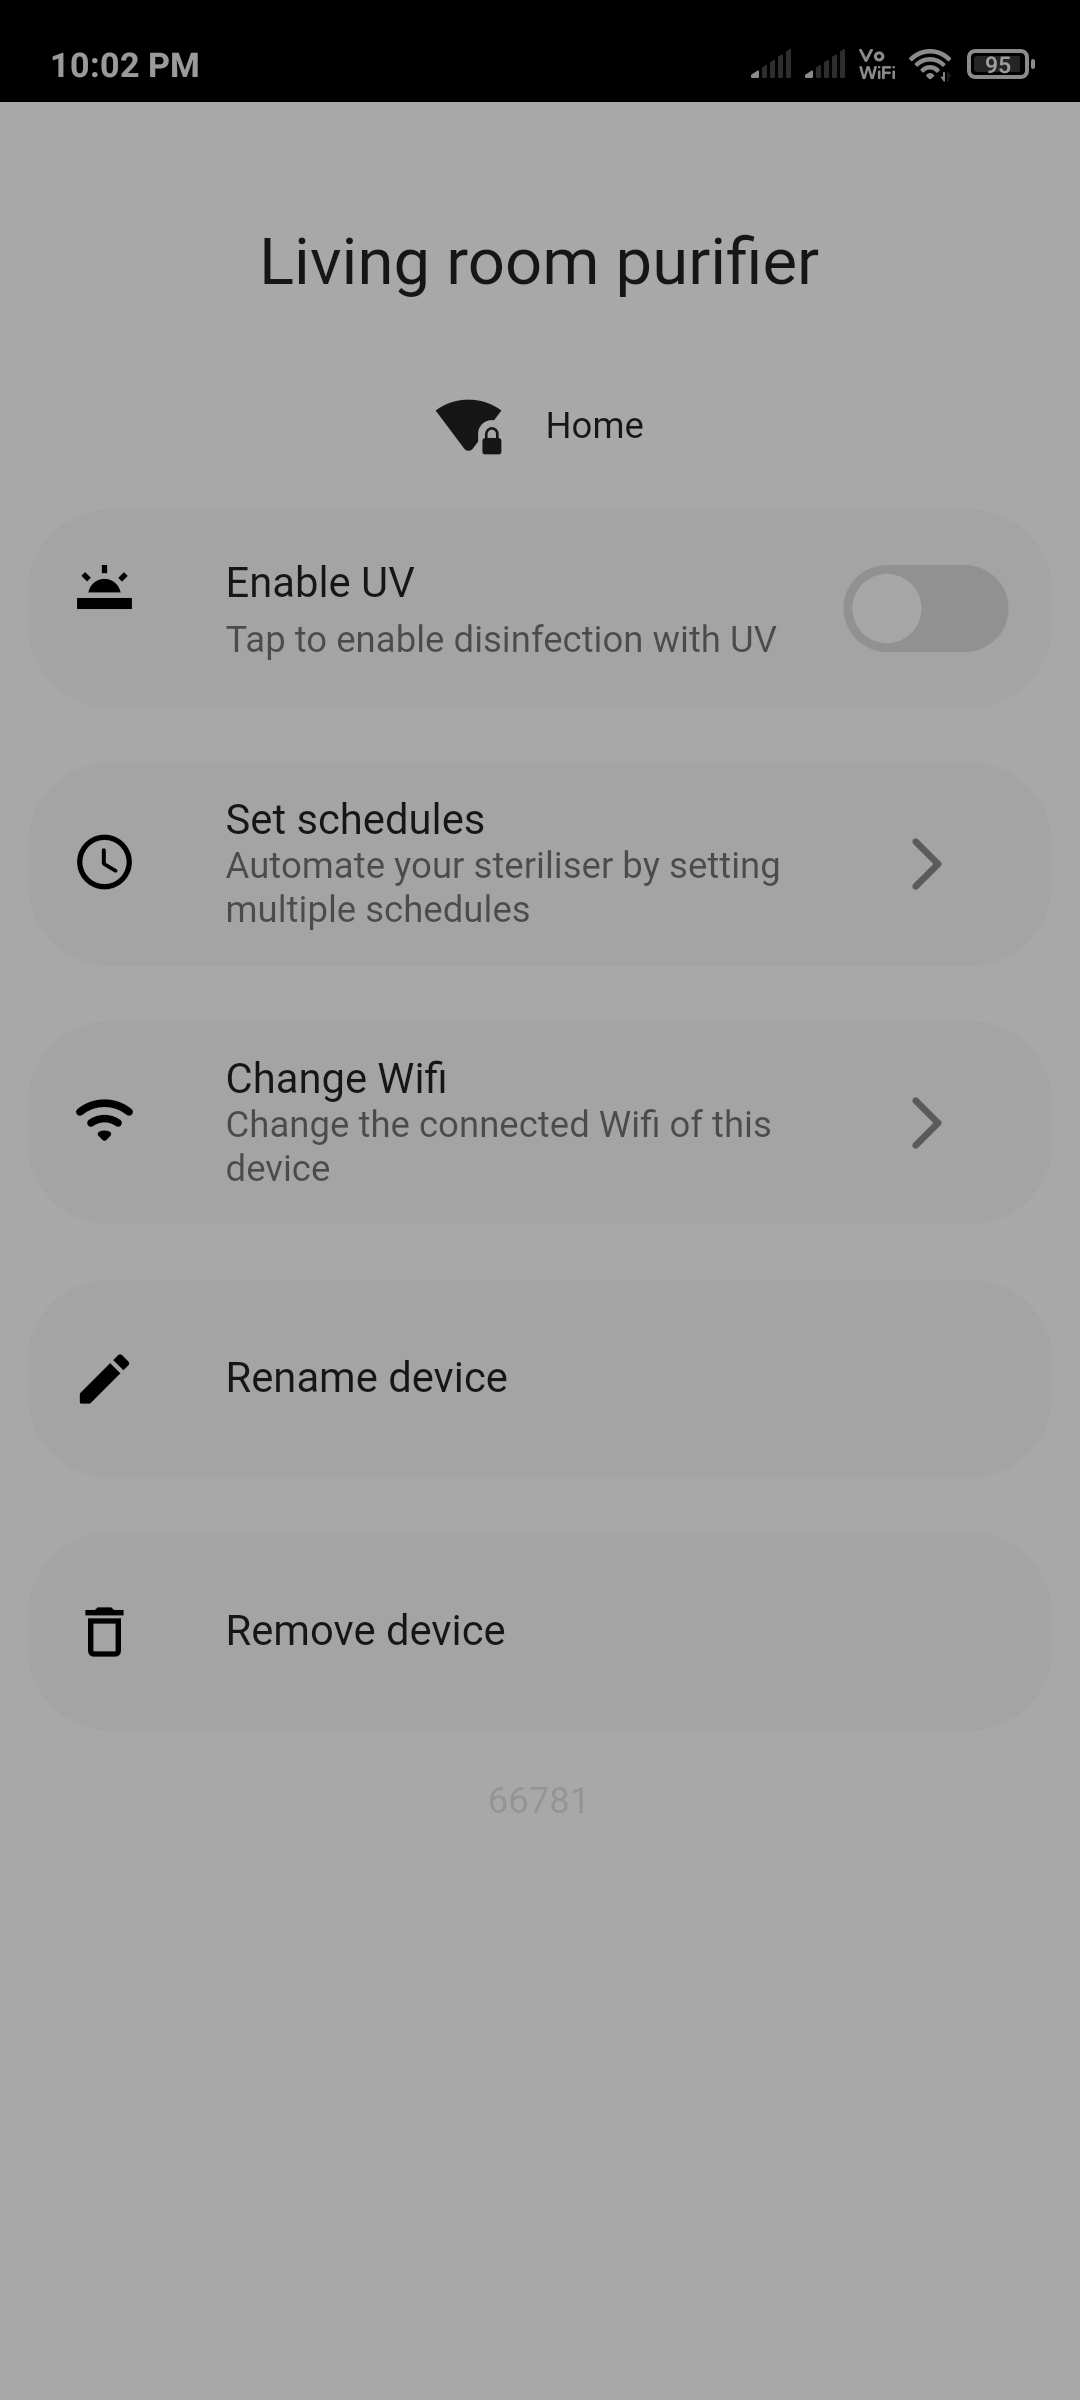 10:02 PM
Vo
WiFi
95
Living room purifier
Home
Enable UV
Tap to enable disinfection with UV
Set schedules
Automate your steriliser by setting
multiple schedules
Change Wifi
Change the connected Wifi of this
device
Rename device
Remove device
66781